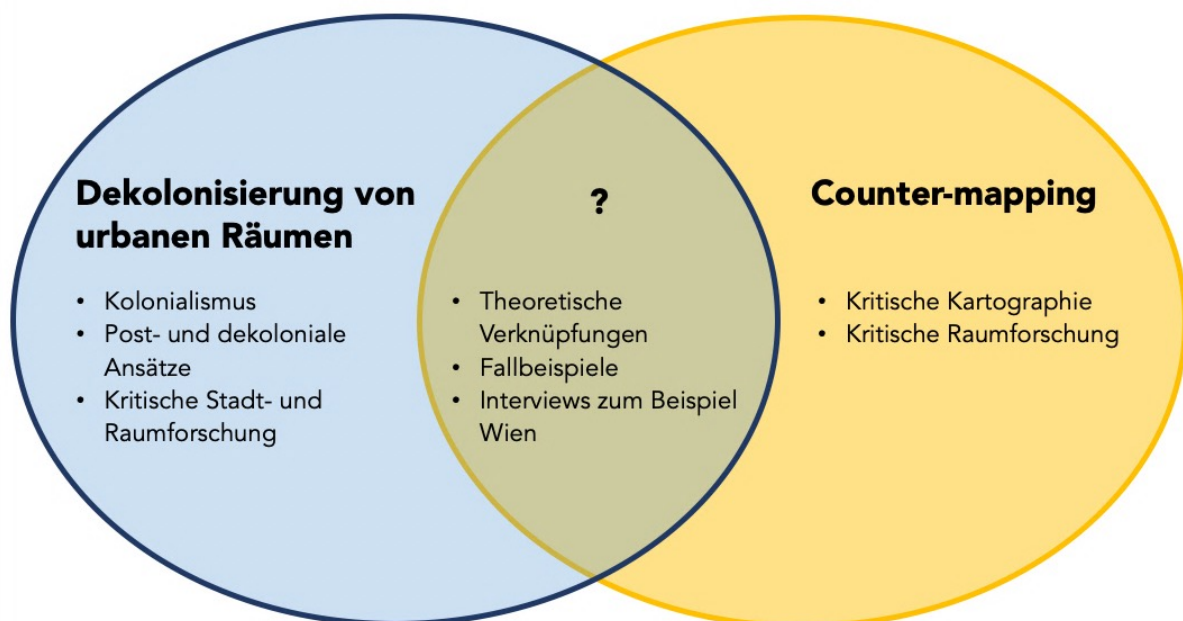 Dekolonisierung von
urbanen Räumen
• Kolonialismus
• Post- und dekoloniale
Ansätze
• Kritische Stadt- und
Raumforschung
?
• Theoretische
Verknüpfungen
• Fallbeispiele
• Interviews zum Beispiel
Wien
Counter-mapping
• Kritische Kartographie
• Kritische Raumforschung